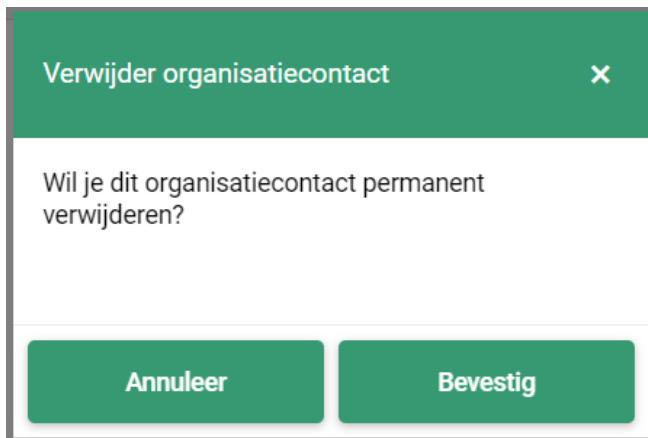 Verwijder organisatiecontact
Wil je dit organisatiecontact permanent
verwijderen?
Annuleer
Bevestig